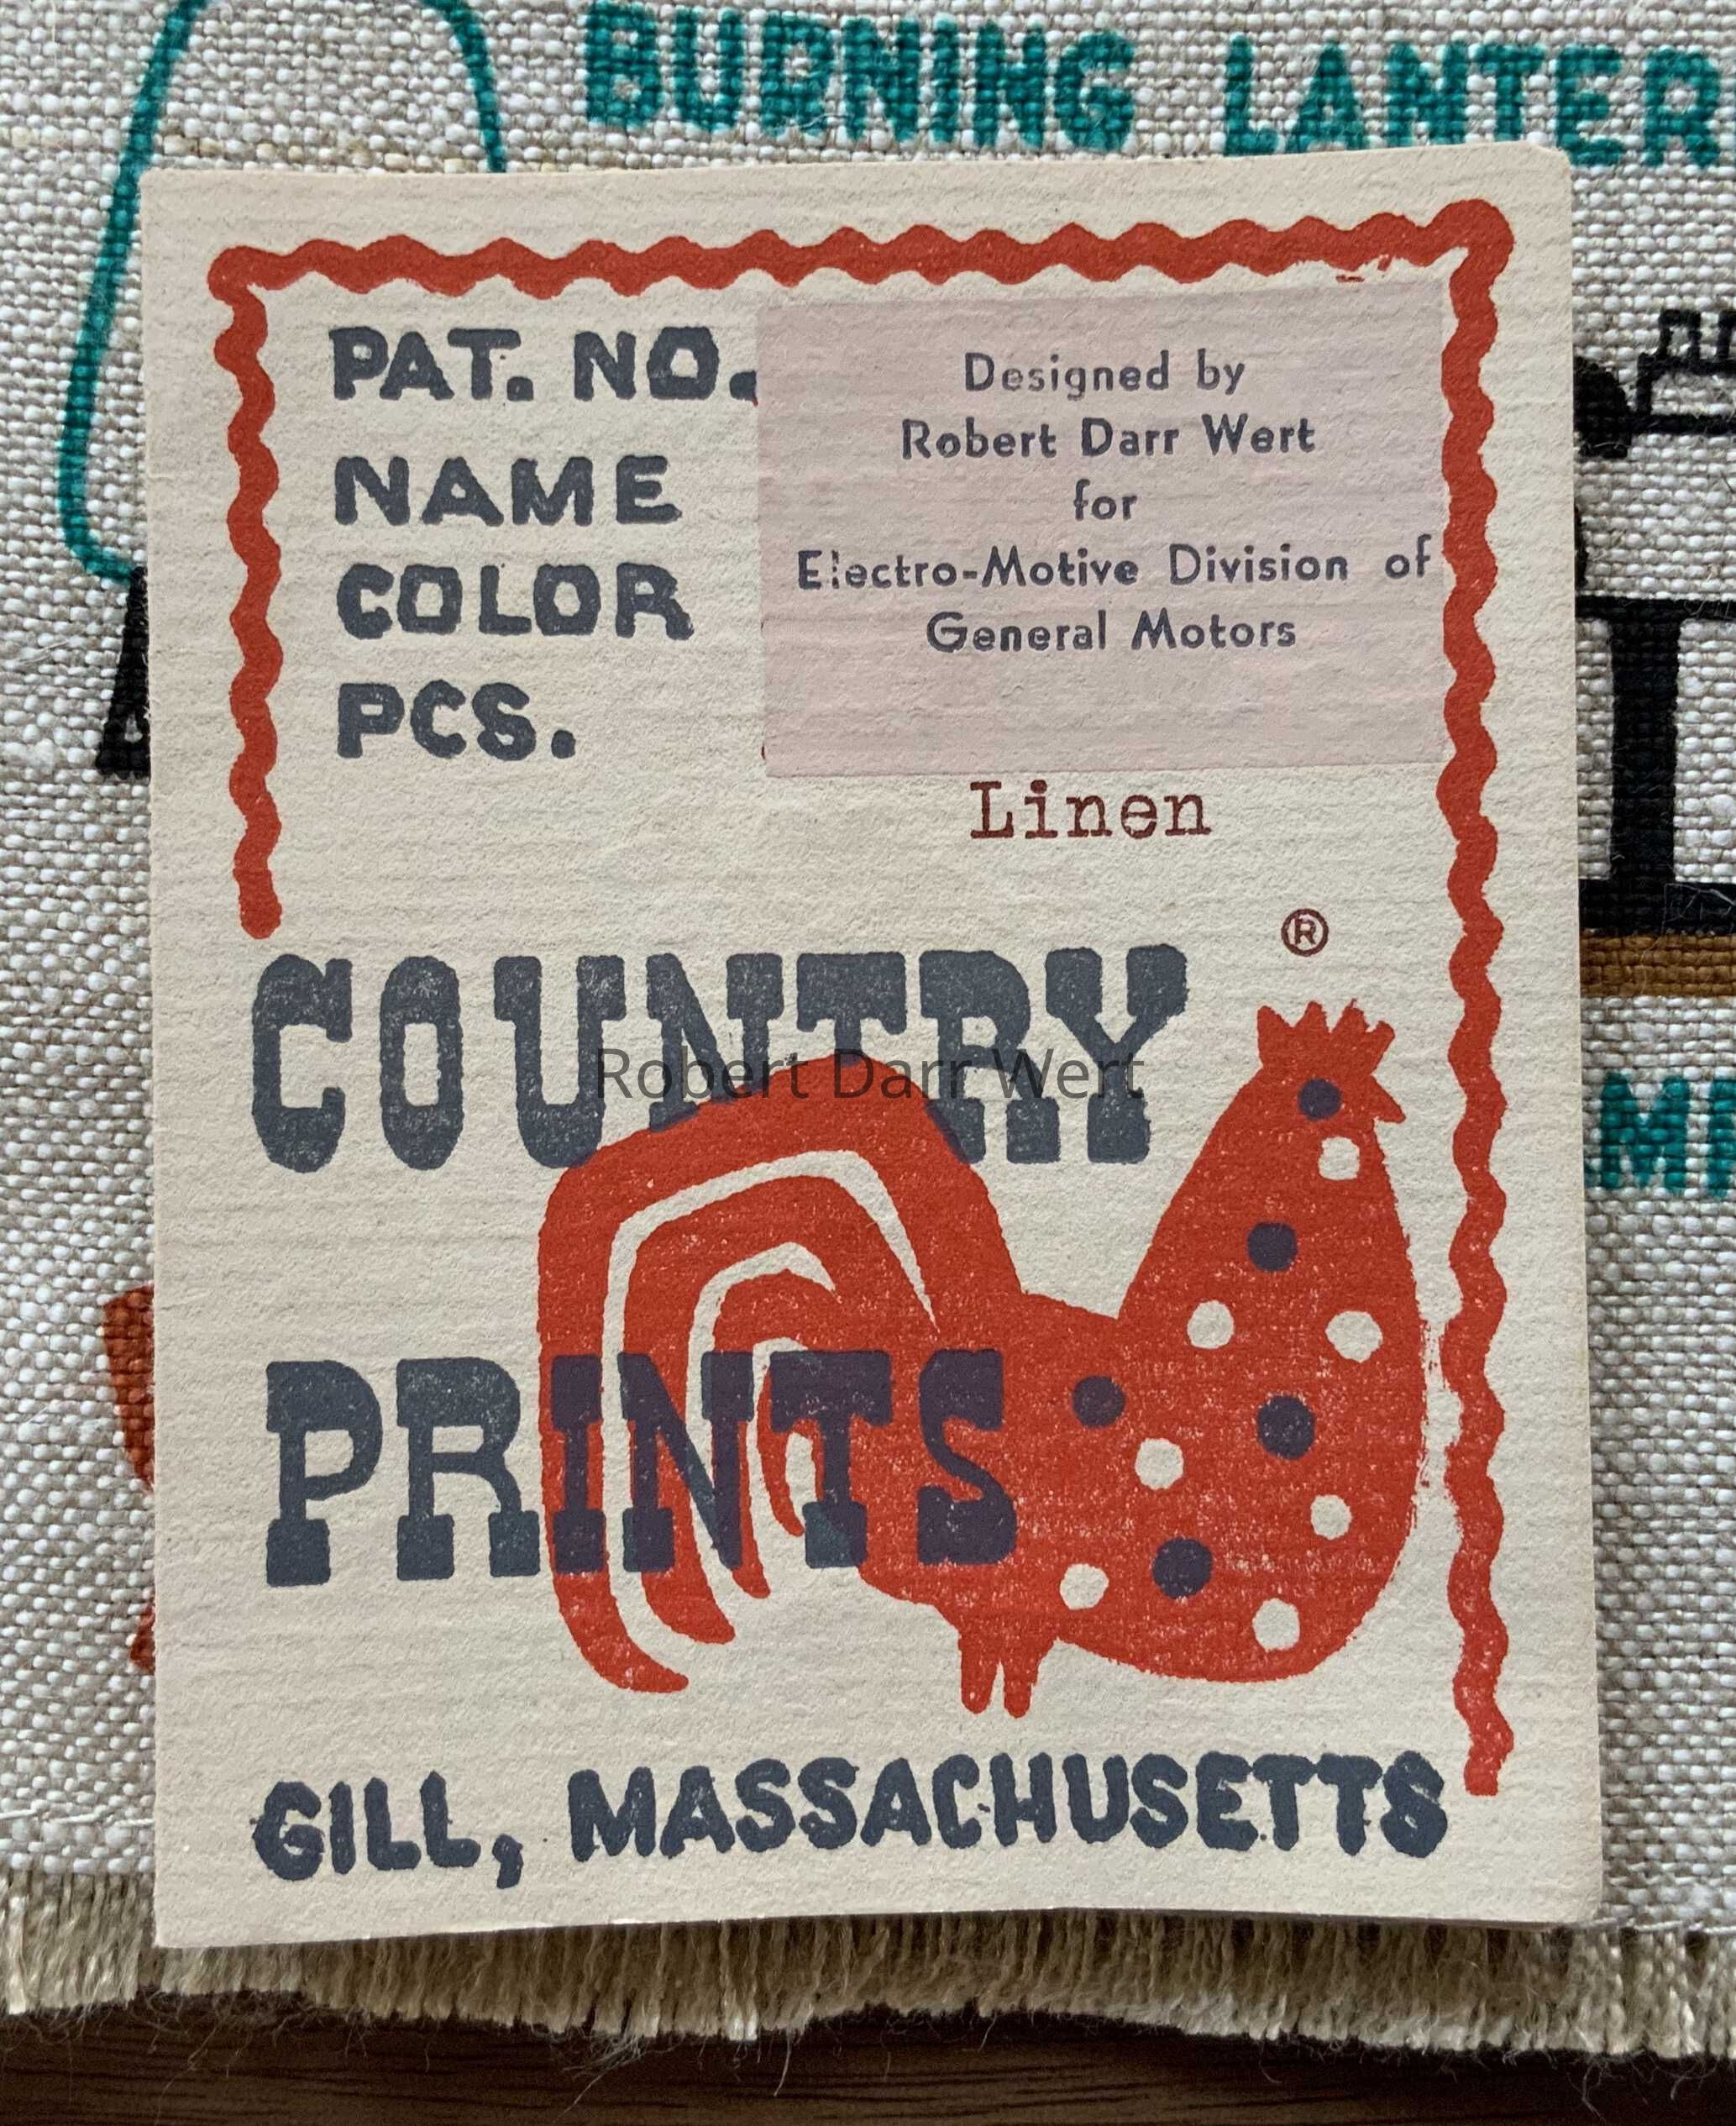 BURNING LANTER
PAT. NO.
NAME
COLOR
PCS.
Designed by
Robert Darr Wert
for
Electro-Motive Division of
General Motors
Linen
®
COUNTRY
Robert Darr Wert
PRINTS
GILL, MASSACHUSETTS